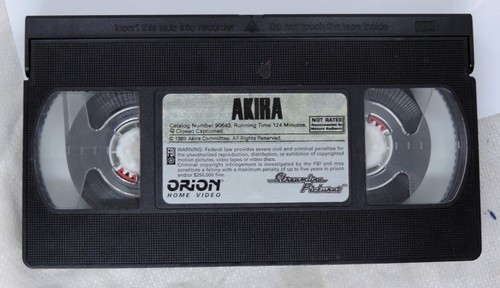 Insert this side into recorder Do not touch the tape inside
AKIRA
Catalog Number 90643. Running Time 124 Minutes.
Closed Captioned
© 1989 Akira Committee. All Rights Reserved.
NOT RATED
Recommended for
Mature Audiences
WARNING: Federal law provides severe civil and criminal penalties for
the unauthorized reproduction, distribution, or exhibition of copyrighted
motion pictures, video tapes or video discs.
Criminal copyright infringement is investigated by the FBI and may
constitute a felony with a maximum penalty of up to five years in prison
and/or $250,000 fine.
ORION
HOME VIDEO
Streamline
Pictures